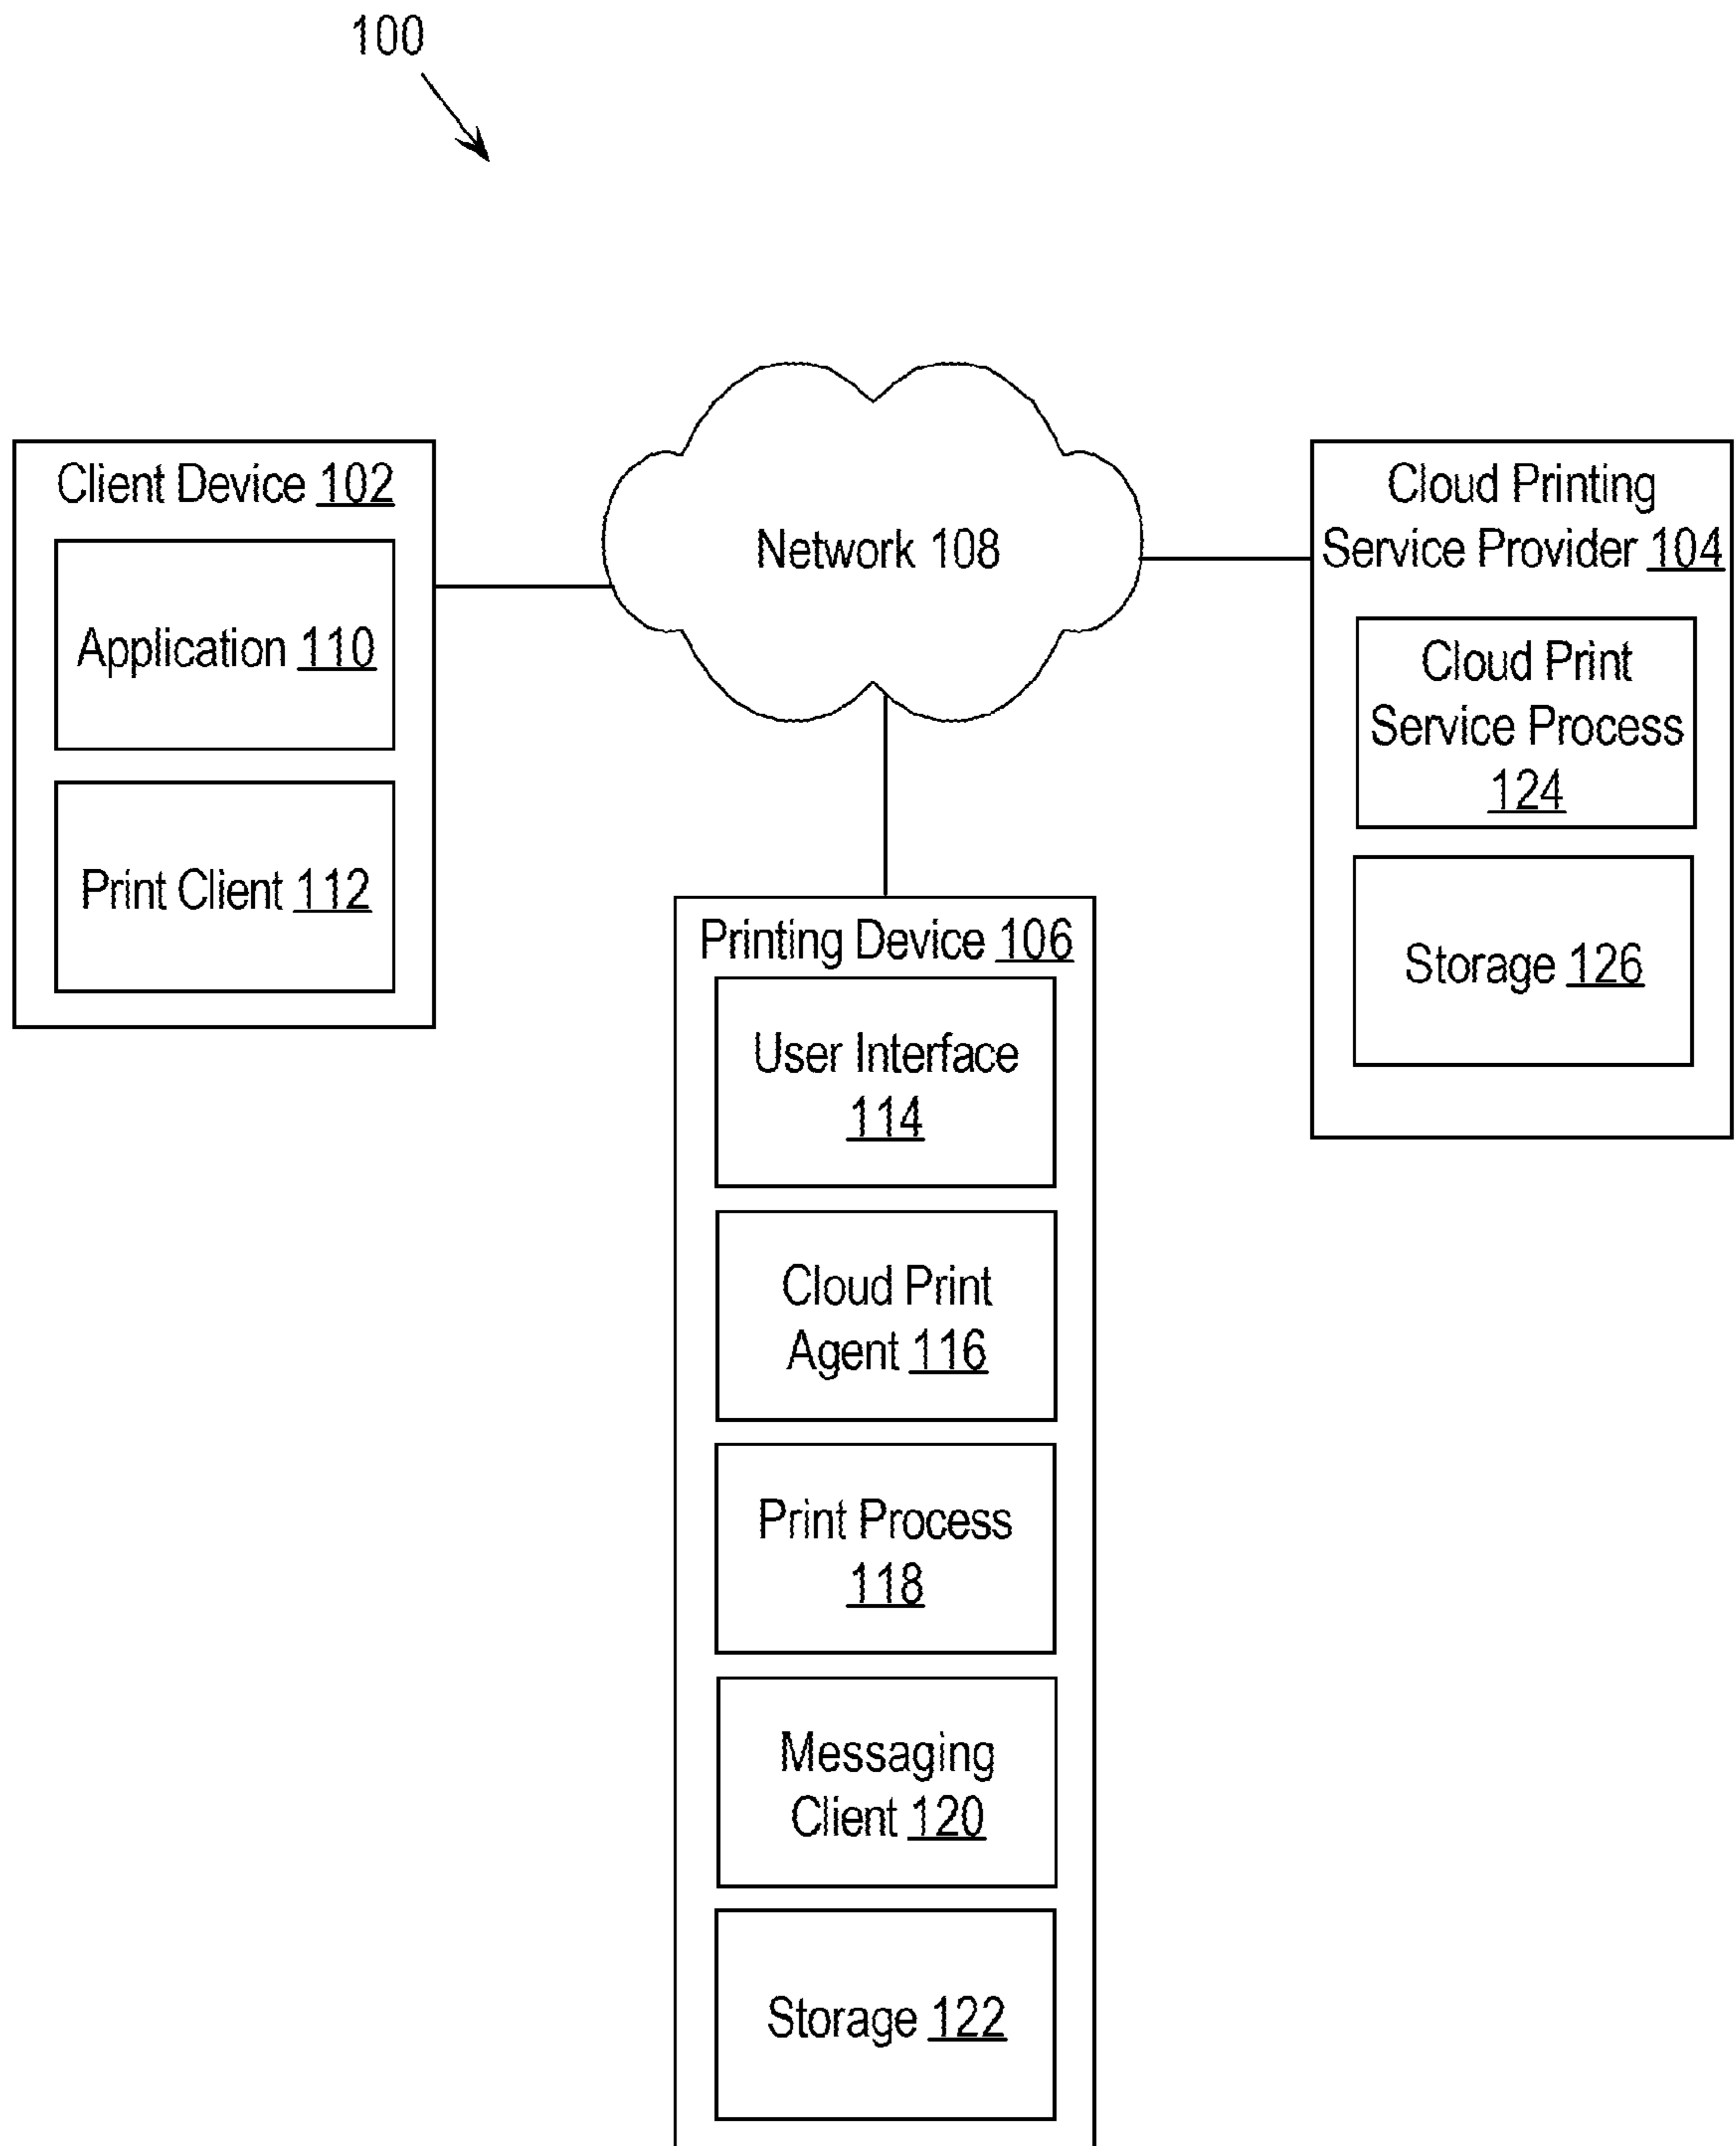 100
Network 108
Client Device 102
Application 110
Print Client 112
Cloud Printing
Service Provider 104
Cloud Print
Service Process
124
Storage 126
Printing Device 106
User Interface
114
Cloud Print
Agent 116
Print Process
118
Messaging
Client 120
Storage 122